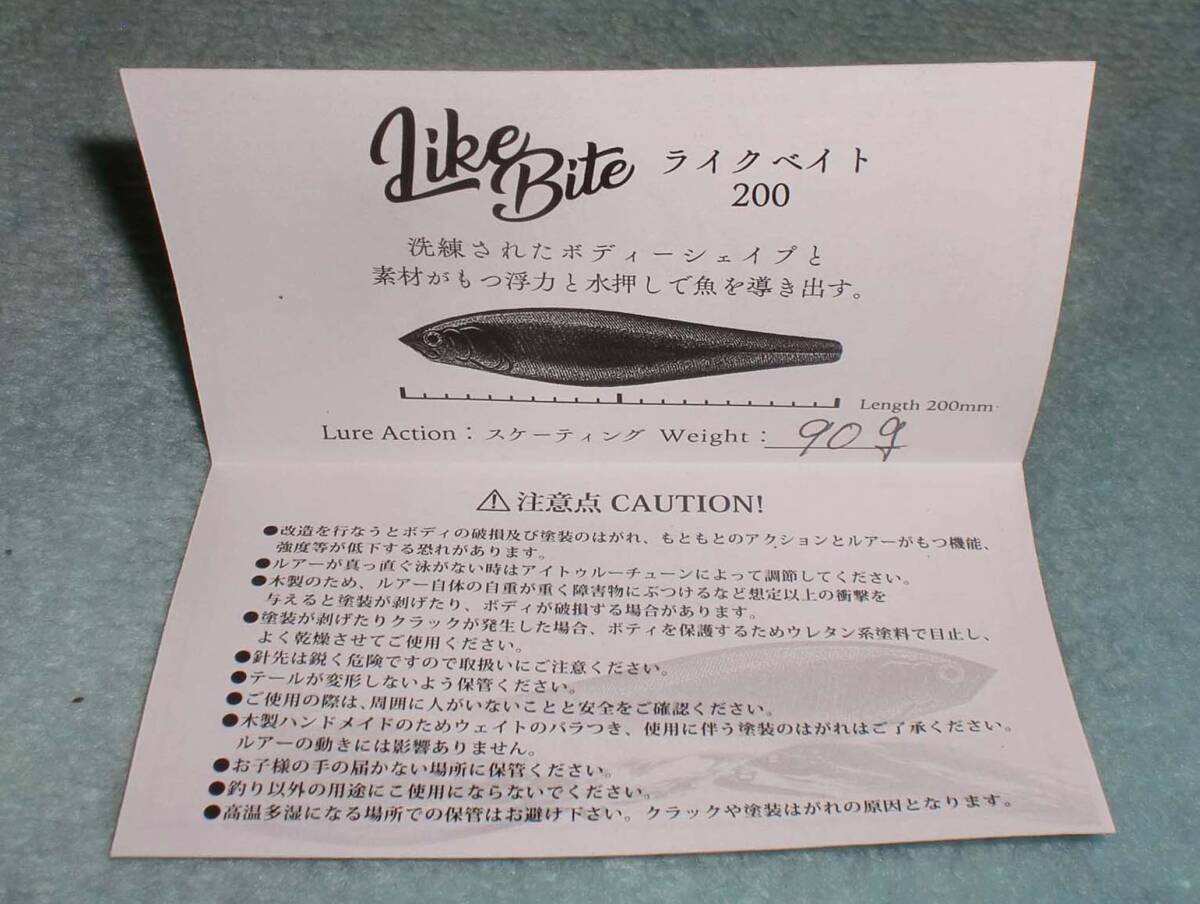 Like Bite ライクベイト 200
洗練されたボディーシェイプと
素材がもつ浮力と水押しで魚を導き出す。
Length 200mm
Lure Action : スケーティング Weight : 90g
⚠ 注意点 CAUTION!
●改造を行なうとボディの破損及び塗装のはがれ、もともとのアクションとルアーがもつ機能、
強度等が低下する恐れがあります。
●ルアーが真っ直ぐ泳がない時はアイトゥルーチューンによって調節してください。
●木製のため、ルアー自体の自重が重く障害物にぶつけるなど想定以上の衝撃を
与えると塗装が剥げたり、ボディが破損する場合があります。
●塗装が剥げたりクラックが発生した場合、ボティを保護するためウレタン系塗料で目止し、
よく乾燥させてご使用ください。
●針先は鋭く危険ですので取扱いにご注意ください。
●テールが変形しないよう保管ください。
●ご使用の際は、周囲に人がいないことと安全をご確認ください。
●木製ハンドメイドのためウェイトのバラつき、使用に伴う塗装のはがれはご了承ください。
ルアーの動きには影響ありません。
●お子様の手の届かない場所に保管ください。
●釣り以外の用途にご使用にならないでください。
●高温多湿になる場所での保管はお避け下さい。クラックや塗装はがれの原因となります。